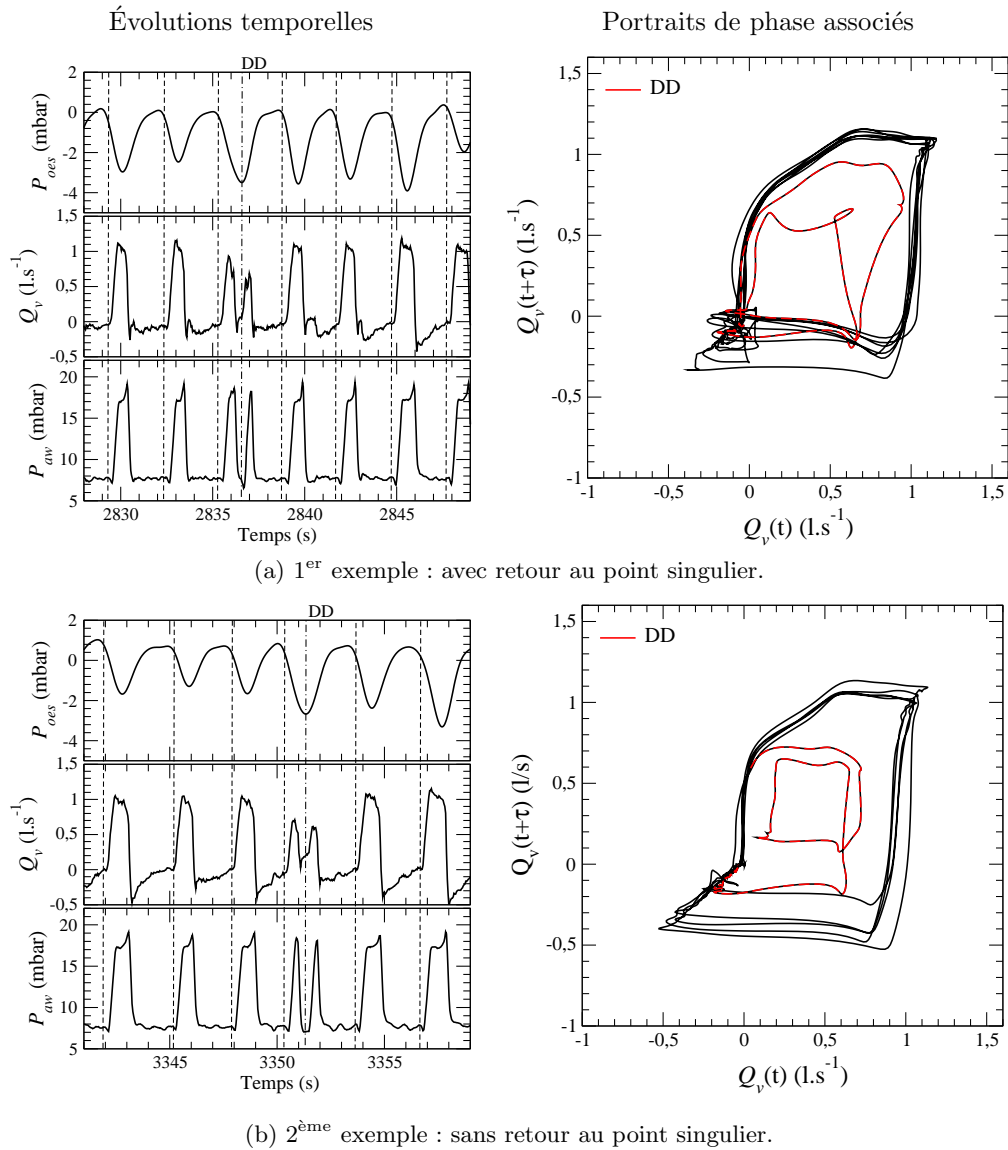 Évolutions temporelles
Portraits de phase associés
DD
2
0
-2
-4
P_oes (mbar)
1,5
1
0,5
0
-0,5
Q_v (l.s⁻¹)
20
15
10
5
P_aw (mbar)
2830 2835 2840 2845
Temps (s)
DD
1,5
1
0,5
0
-0,5
-1
Q_v(t+τ) (l.s⁻¹)
-1 -0,5 0 0,5 1 1,5
Q_v(t) (l.s⁻¹)
(a) 1er exemple : avec retour au point singulier.
DD
2
0
-2
-4
P_oes (mbar)
1,5
1
0,5
0
-0,5
Q_v (l.s⁻¹)
20
15
10
5
P_aw (mbar)
3345 3350 3355
Temps (s)
DD
1,5
1
0,5
0
-0,5
-1
Q_v(t+τ) (l/s)
-1 -0,5 0 0,5 1 1,5
Q_v(t) (l.s⁻¹)
(b) 2ème exemple : sans retour au point singulier.